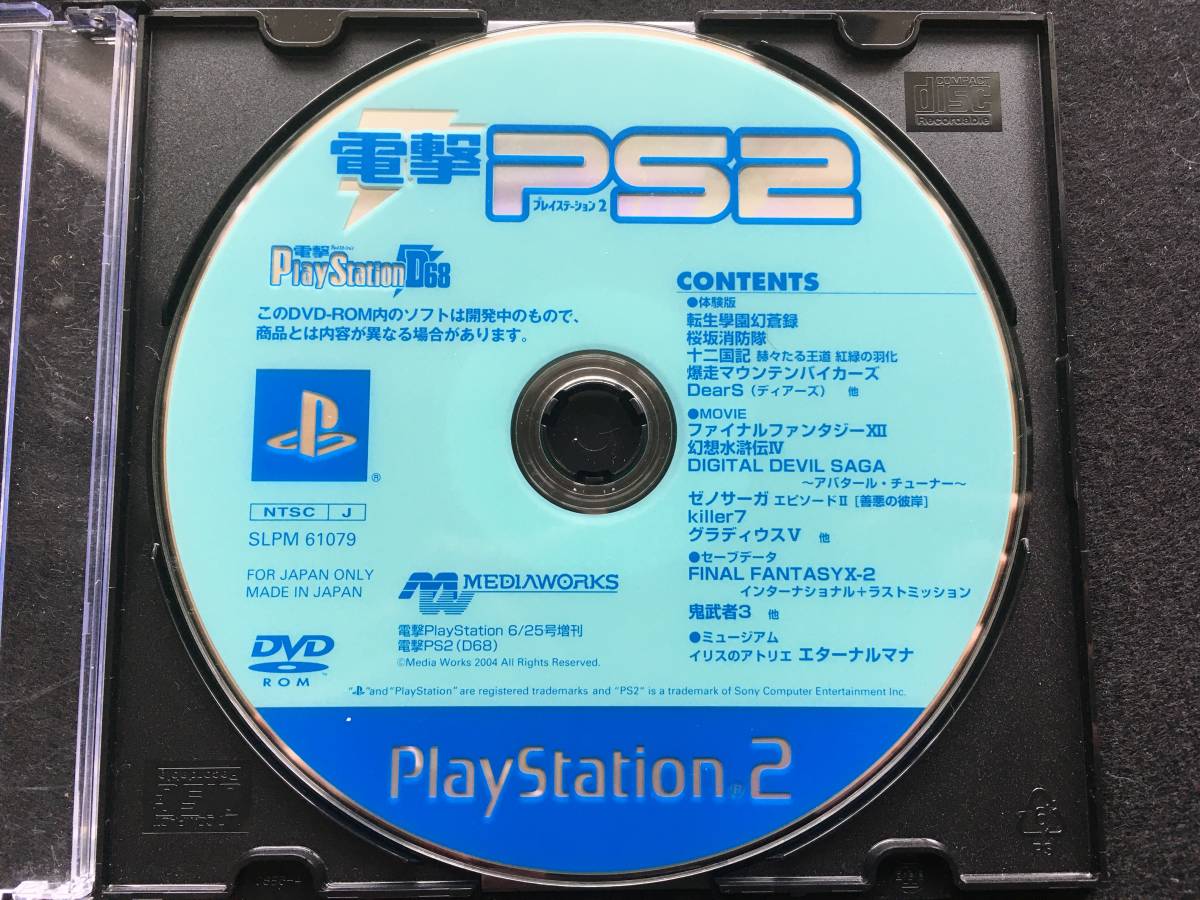 COMPACT
disc
Recordable
電撃PS2
プレイステーション2
電撃
PlayStation D68
このDVD-ROM内のソフトは開発中のもので、
商品とは内容が異なる場合があります。
®
NTSC J
SLPM 61079
FOR JAPAN ONLY
MADE IN JAPAN
DVD
ROM
™
MEDIAWORKS
電撃PlayStation 6/25号増刊
電撃PS2(D68)
©Media Works 2004 All Rights Reserved.
CONTENTS
●体験版
転生學園幻蒼録
桜坂消防隊
十二国記 赫々たる王道 紅緑の羽化
爆走マウンテンバイカーズ
DearS（ディアーズ） 他
●MOVIE
ファイナルファンタジーXII
幻想水滸伝IV
DIGITAL DEVIL SAGA
～アバタール・チューナー～
ゼノサーガ エピソードII [善悪の彼岸]
killer7
グラディウスV 他
●セーブデータ
FINAL FANTASY X-2
インターナショナル+ラストミッション
鬼武者3 他
●ミュージアム
イリスのアトリエ エターナルマナ
" "and "PlayStation" are registered trademarks and "PS2" is a trademark of Sony Computer Entertainment Inc.
PlayStation®2
6
PS